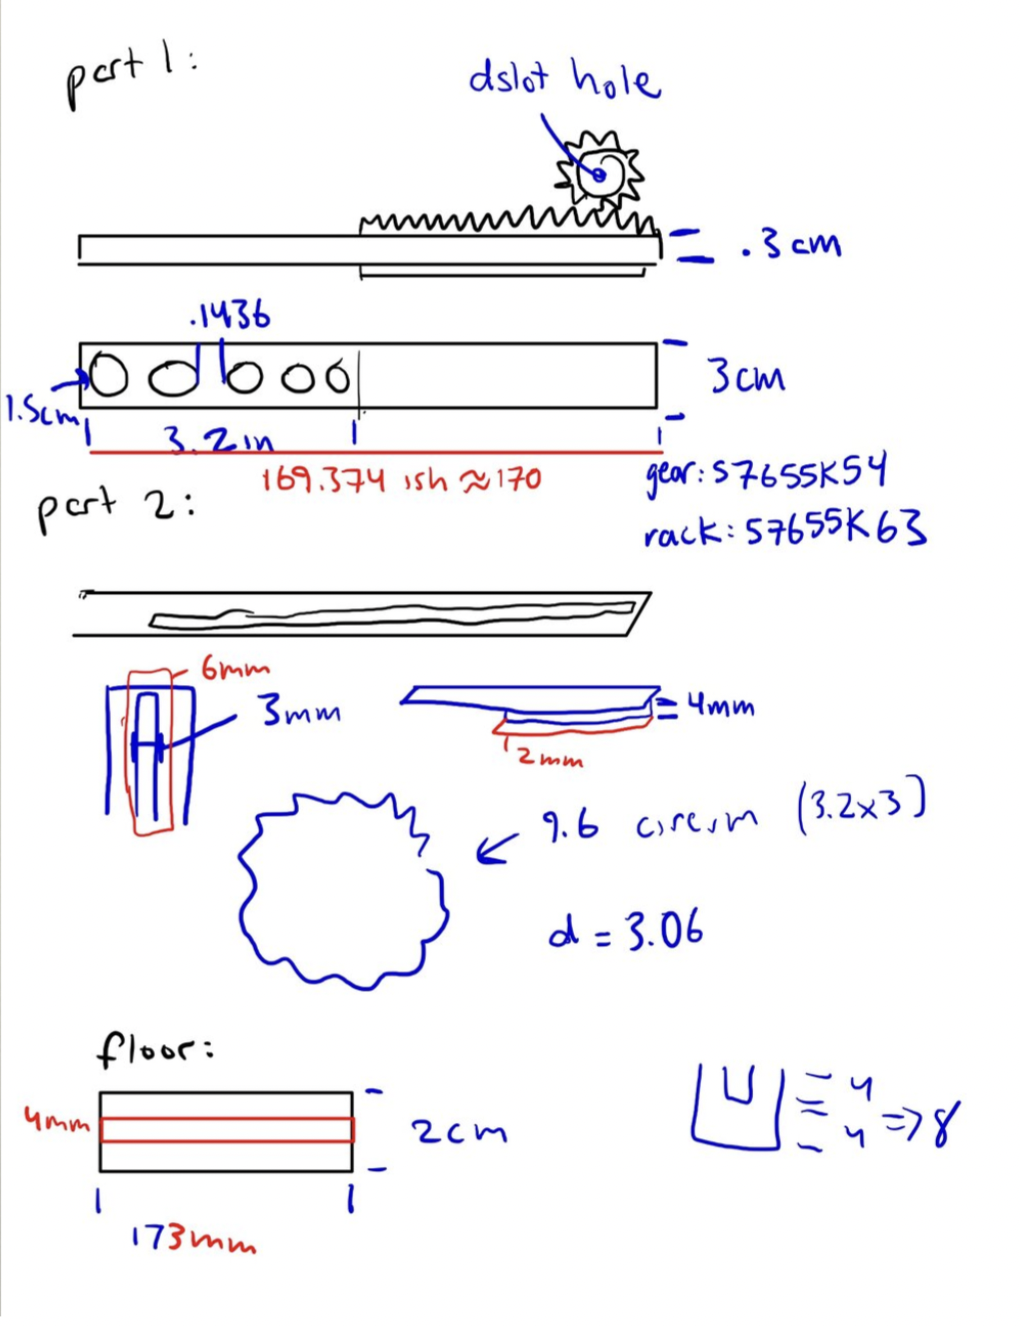 part 1:
dslot hole
.3cm
.1436
1.5cm
3cm
3.2in
169.374 ish ≈ 170
gear: 57655K54
rack: 57655K63
part 2:
6mm
3mm
4mm
2mm
9.6 circum (3.2x3)
d = 3.06
floor:
4mm
2cm
173mm
4
4 => 8